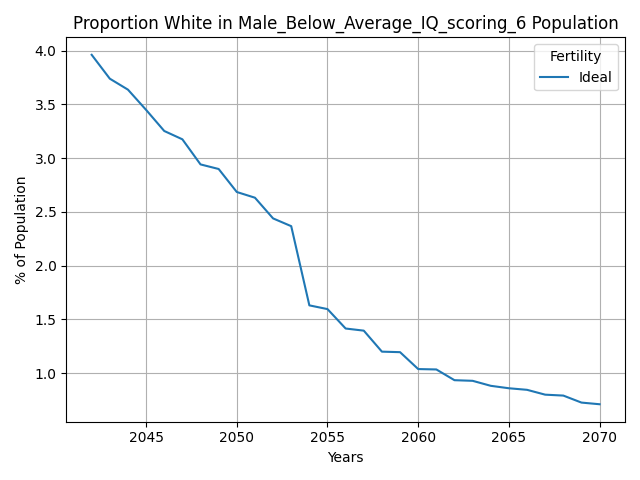 Proportion White in Male_Below_Average_IQ_scoring_6 Population
4.0
3.5
3.0
2.5
2.0
1.5
1.0
% of Population
Fertility
Ideal
2045 2050 2055 2060 2065 2070
Years